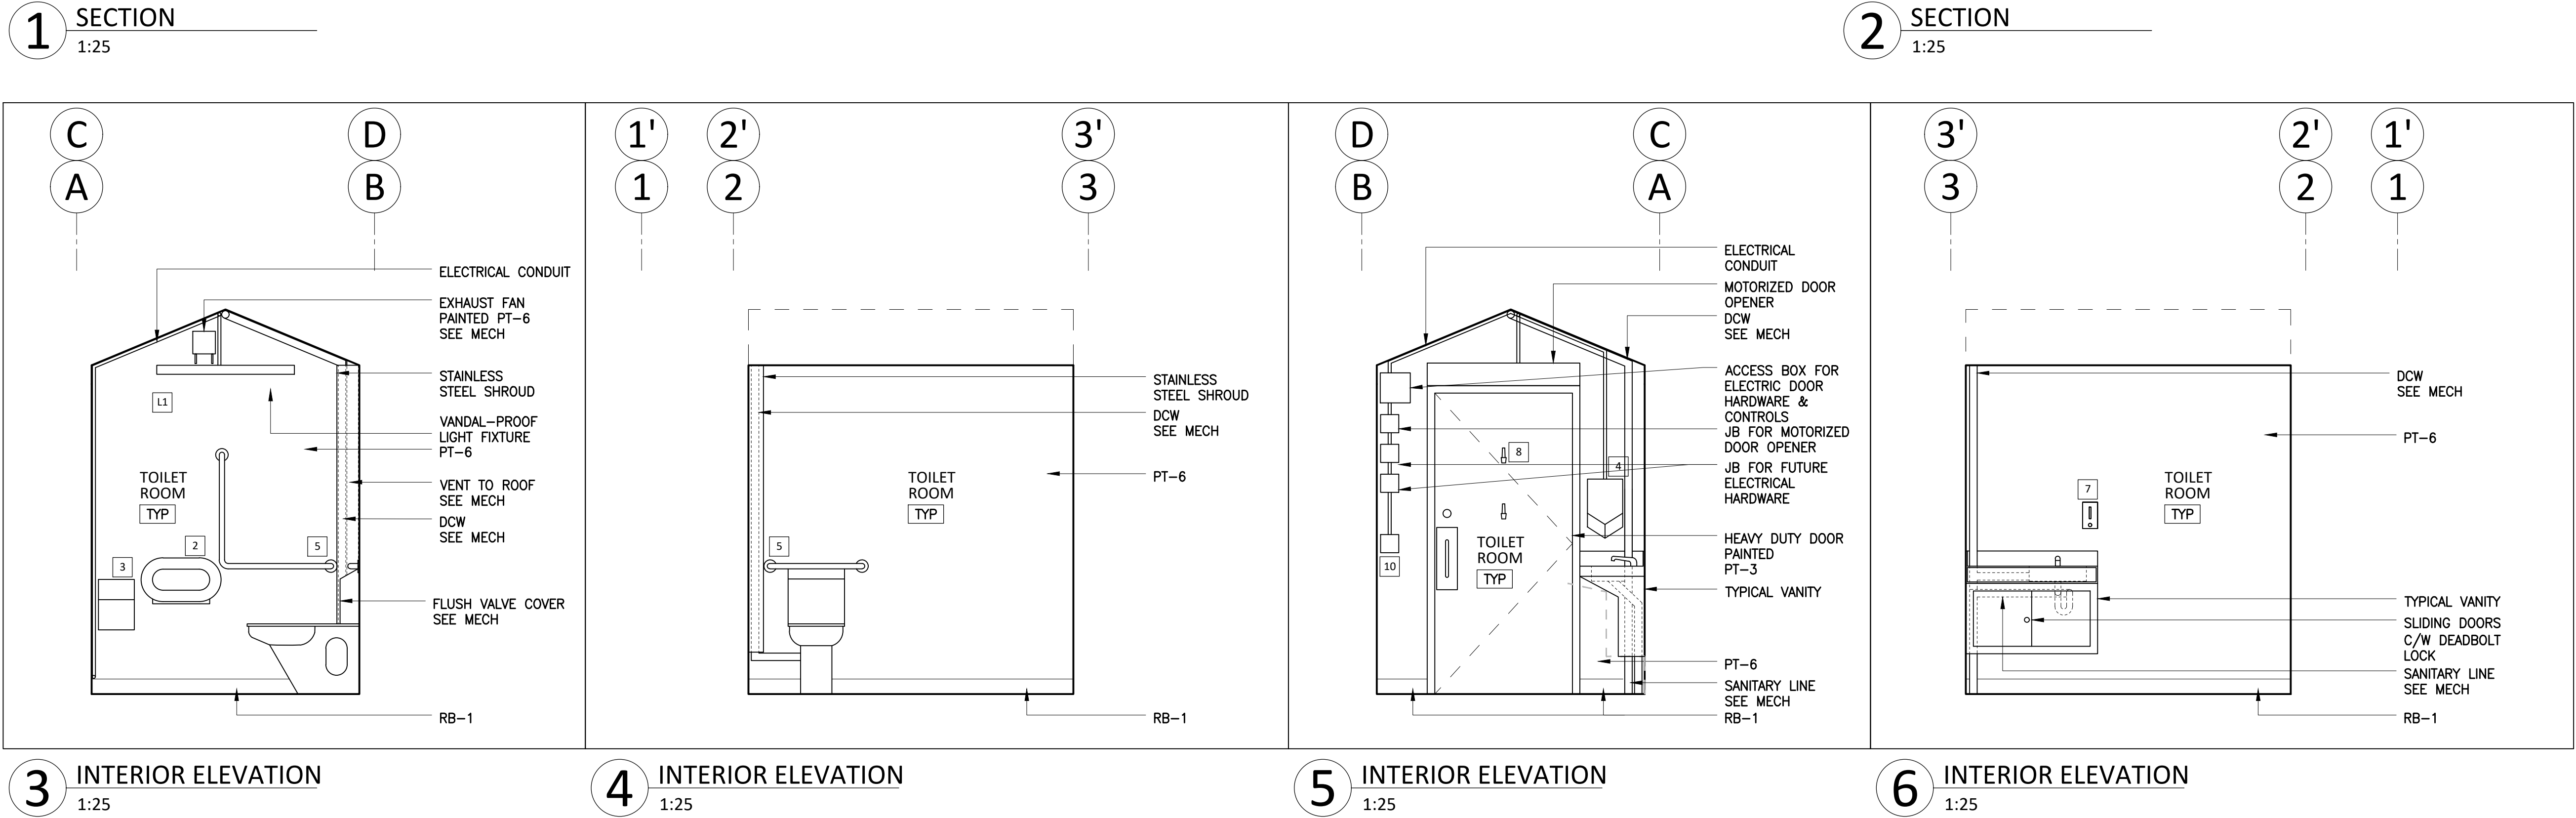 1 SECTION
1:25
2 SECTION
1:25
C
A
D
B
ELECTRICAL CONDUIT
EXHAUST FAN
PAINTED PT-6
SEE MECH
STAINLESS
STEEL SHROUD
L1
VANDAL-PROOF
LIGHT FIXTURE
PT-6
TOILET
ROOM
TYP
VENT TO ROOF
SEE MECH
DCW
SEE MECH
2
5
3
FLUSH VALVE COVER
SEE MECH
RB-1
3 INTERIOR ELEVATION
1:25
1'
1
2'
2
3'
3
STAINLESS
STEEL SHROUD
DCW
SEE MECH
TOILET
ROOM
TYP
PT-6
5
RB-1
4 INTERIOR ELEVATION
1:25
D
B
C
A
ELECTRICAL
CONDUIT
MOTORIZED DOOR
OPENER
DCW
SEE MECH
ACCESS BOX FOR
ELECTRIC DOOR
HARDWARE &
CONTROLS
JB FOR MOTORIZED
DOOR OPENER
8
4
JB FOR FUTURE
ELECTRICAL
HARDWARE
TOILET
ROOM
TYP
10
HEAVY DUTY DOOR
PAINTED
PT-3
TYPICAL VANITY
PT-6
SANITARY LINE
SEE MECH
RB-1
5 INTERIOR ELEVATION
1:25
3'
3
2'
2
1'
1
DCW
SEE MECH
PT-6
TOILET
ROOM
TYP
7
TYPICAL VANITY
SLIDING DOORS
C/W DEADBOLT
LOCK
SANITARY LINE
SEE MECH
RB-1
6 INTERIOR ELEVATION
1:25